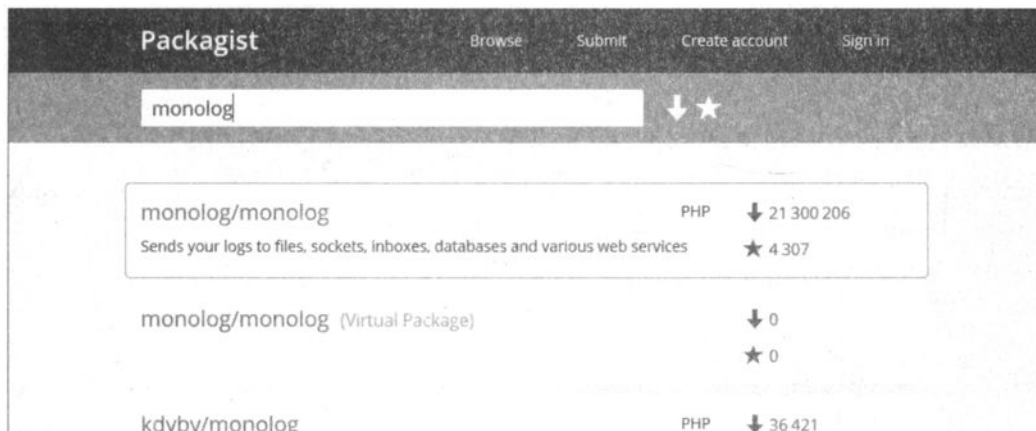 Packagist Browse Submit Create account Sign in
monolog
monolog/monolog PHP 21 300 206
Sends your logs to files, sockets, inboxes, databases and various web services 4 307
monolog/monolog (Virtual Package) 0
0
kdyby/monolog PHP 36 421